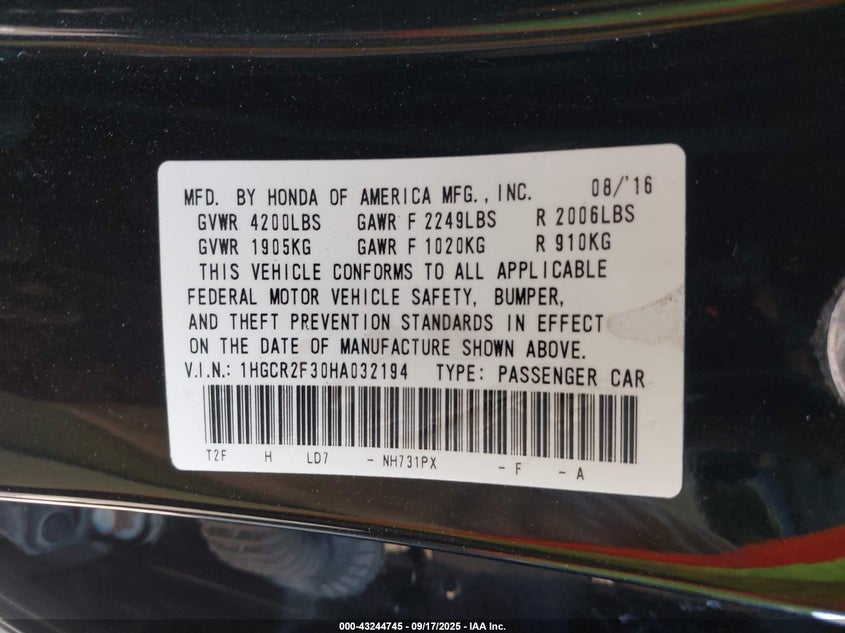 MFD. BY HONDA OF AMERICA MFG., INC. 08/'16
GVWR 4200LBS GAWR F 2249LBS R 2006LBS
GVWR 1905KG GAWR F 1020KG R 910KG
THIS VEHICLE CONFORMS TO ALL APPLICABLE
FEDERAL MOTOR VEHICLE SAFETY, BUMPER,
AND THEFT PREVENTION STANDARDS IN EFFECT
ON THE DATE OF MANUFACTURE SHOWN ABOVE.
V.I.N.: 1HGCR2F30HA032194 TYPE: PASSENGER CAR
T2F H LD7 - NH731PX - F - A
000-43244745 - 09/17/2025 - IAA Inc.